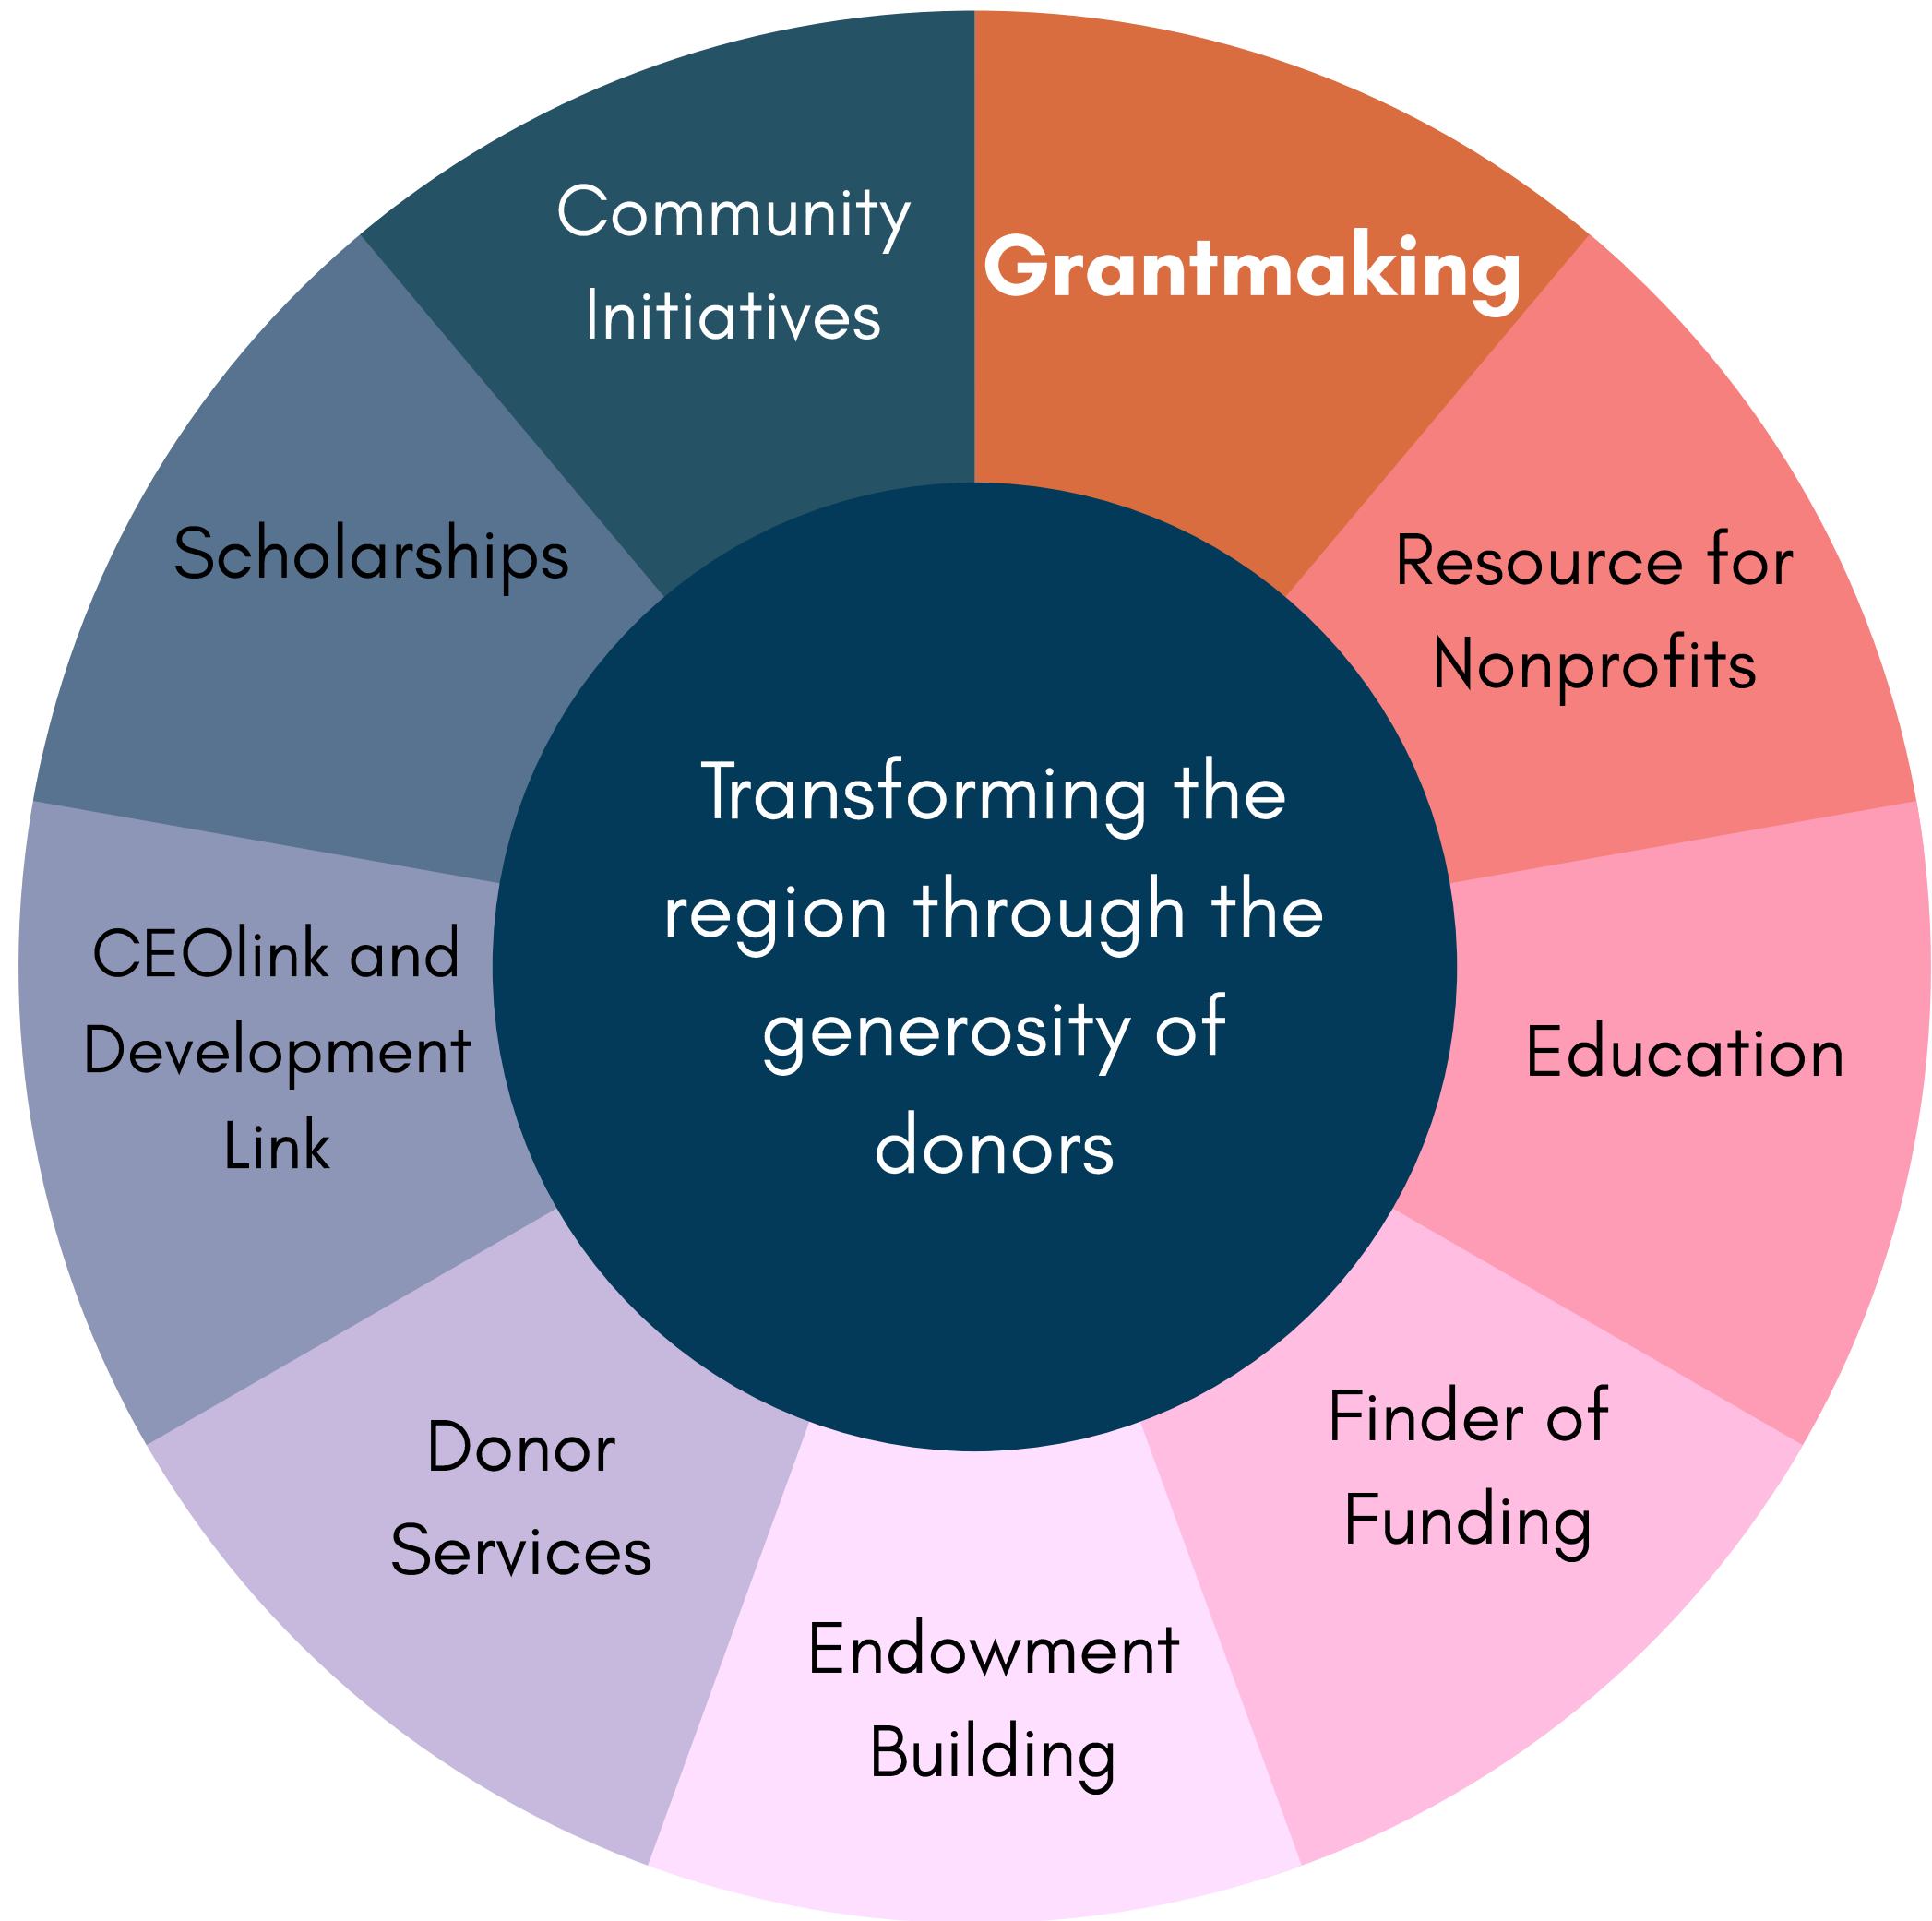 Community
Initiatives
Grantmaking
Resource for
Nonprofits
Education
Finder of
Funding
Endowment
Building
Donor
Services
CEOlink and
Development
Link
Scholarships
Transforming the
region through the
generosity of
donors